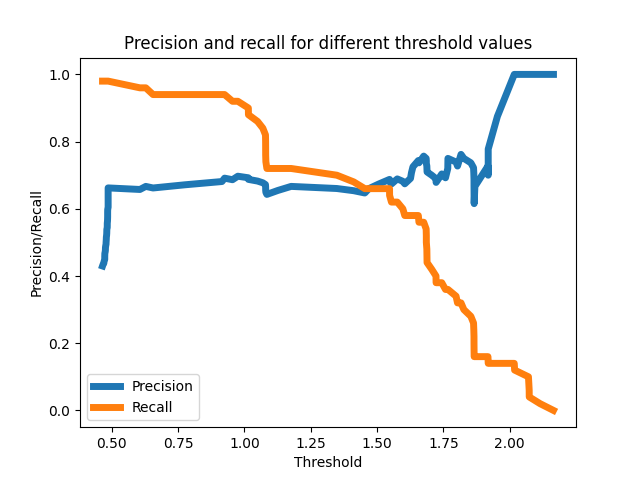 Precision and recall for different threshold values
1.0
0.8
0.6
0.4
0.2
0.0
Precision/Recall
Precision
Recall
0.50 0.75 1.00 1.25 1.50 1.75 2.00
Threshold